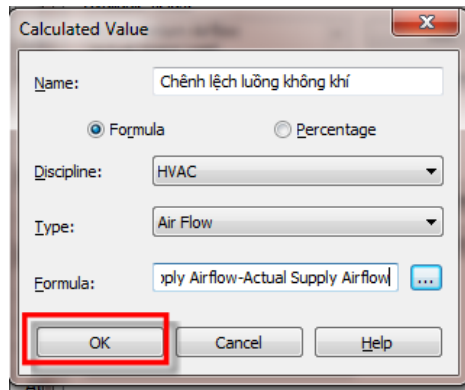 Calculated Value
Name: Chênh lệch luồng không khí
Formula Percentage
Discipline: HVAC
Type: Air Flow
Formula: Airflow-Actual Supply Airflow ...
OK Cancel Help